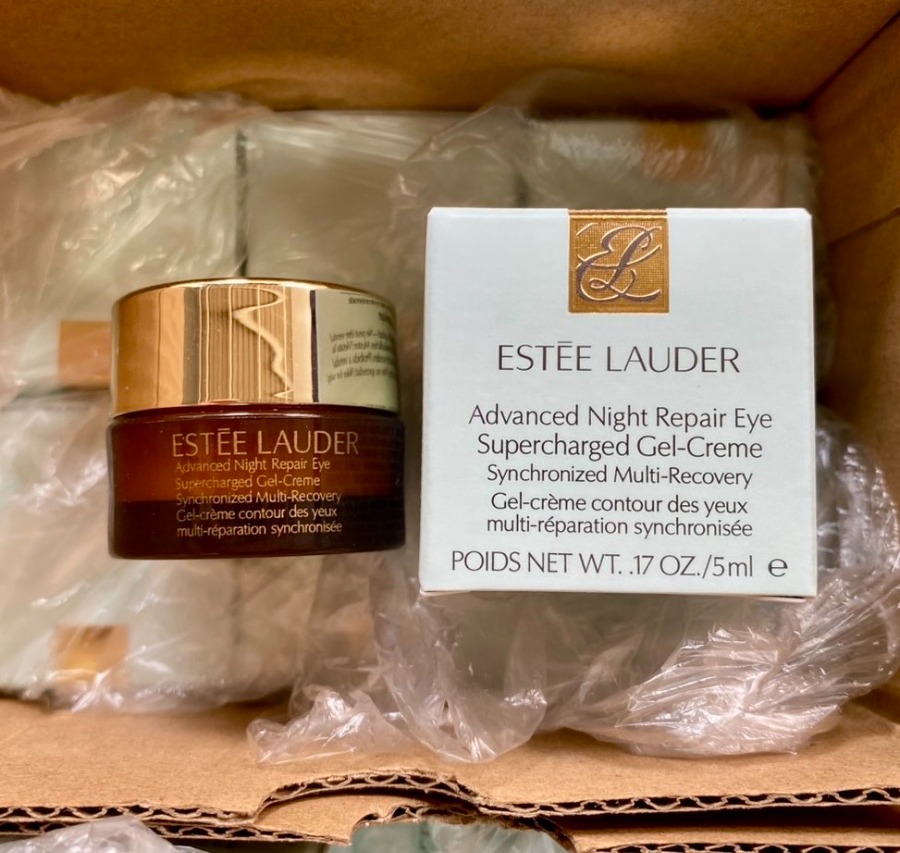 ESTĒE LAUDER
Advanced Night Repair Eye
Supercharged Gel-Creme
Synchronized Multi-Recovery
Gel-crème contour des yeux
multi-réparation synchronisée
EL
ESTĒE LAUDER
Advanced Night Repair Eye
Supercharged Gel-Creme
Synchronized Multi-Recovery
Gel-crème contour des yeux
multi-réparation synchronisée
POIDS NET WT. .17 OZ./5ml ℮